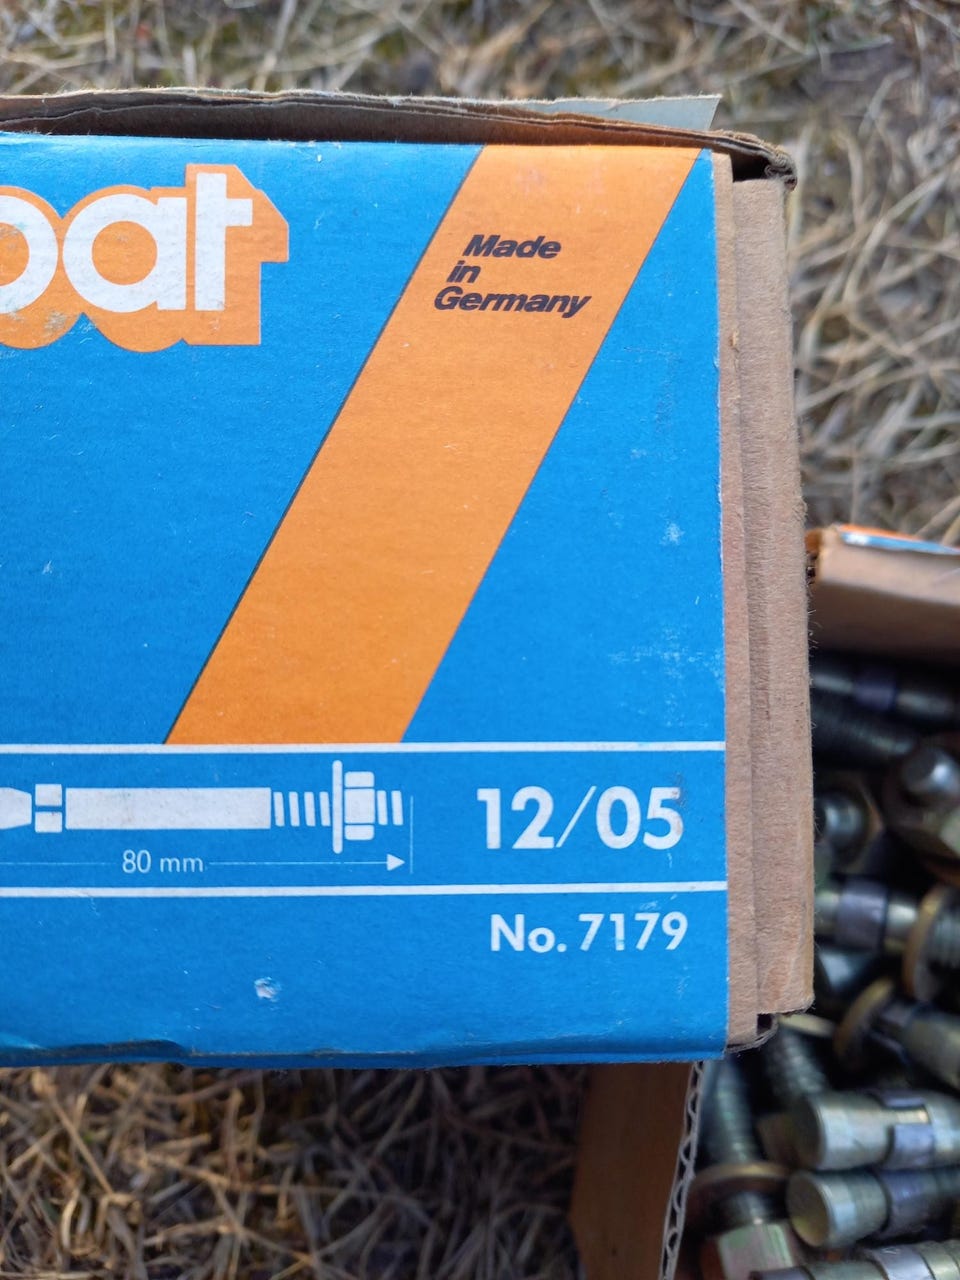 pat
Made
in
Germany
80 mm
12/05
No. 7179